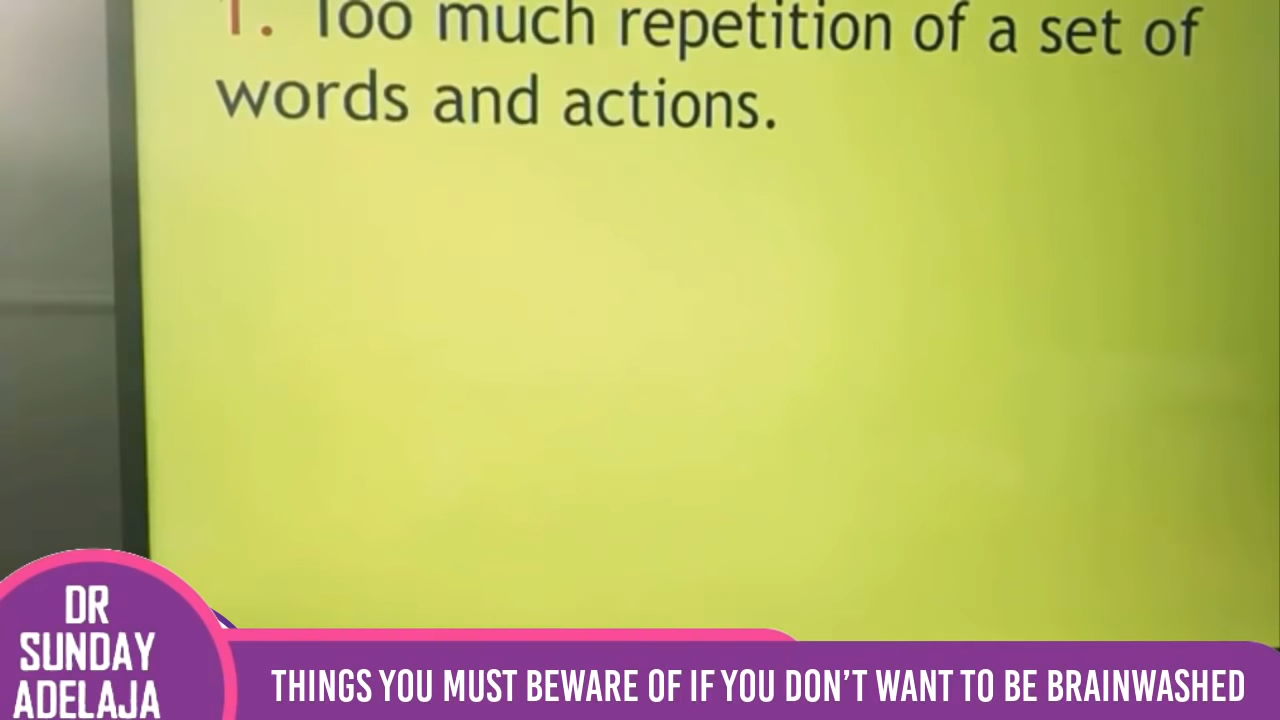 1. Too much repetition of a set of
words and actions.
DR
SUNDAY
ADELAJA
THINGS YOU MUST BEWARE OF IF YOU DON'T WANT TO BE BRAINWASHED